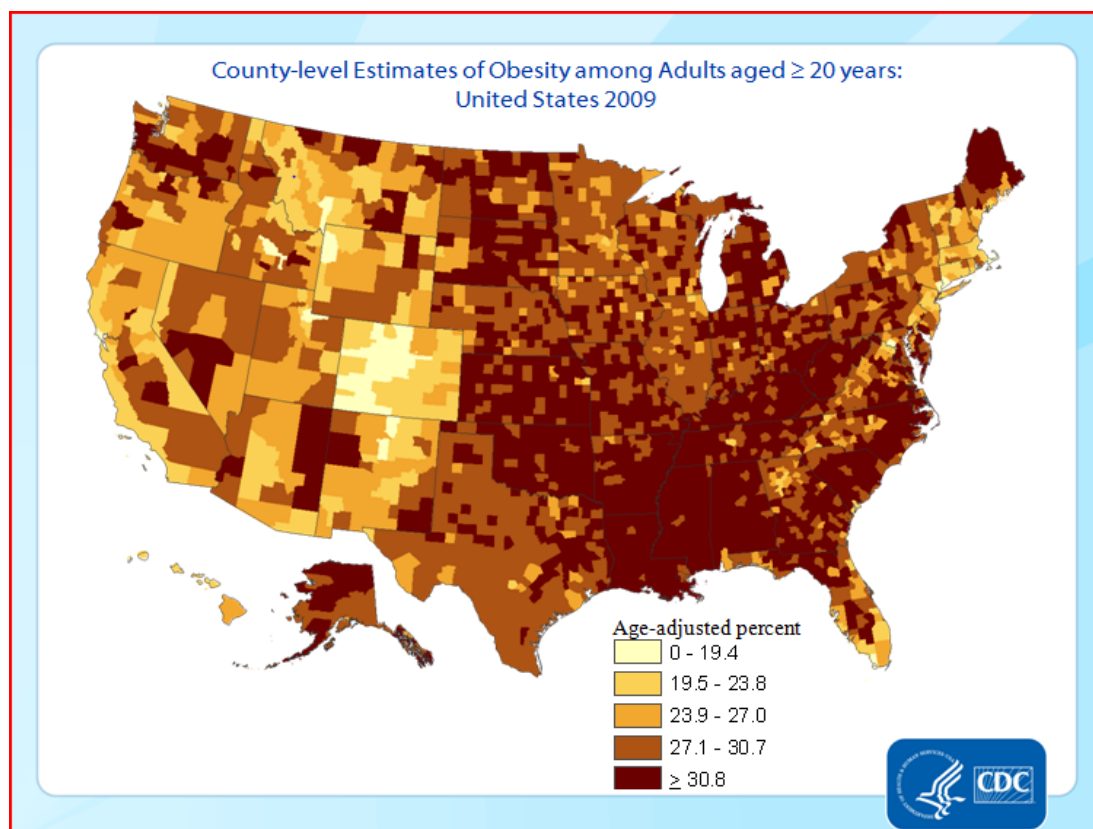 County-level Estimates of Obesity among Adults aged ≥ 20 years:
United States 2009
Age-adjusted percent
0 - 19.4
19.5 - 23.8
23.9 - 27.0
27.1 - 30.7
≥ 30.8
CDC